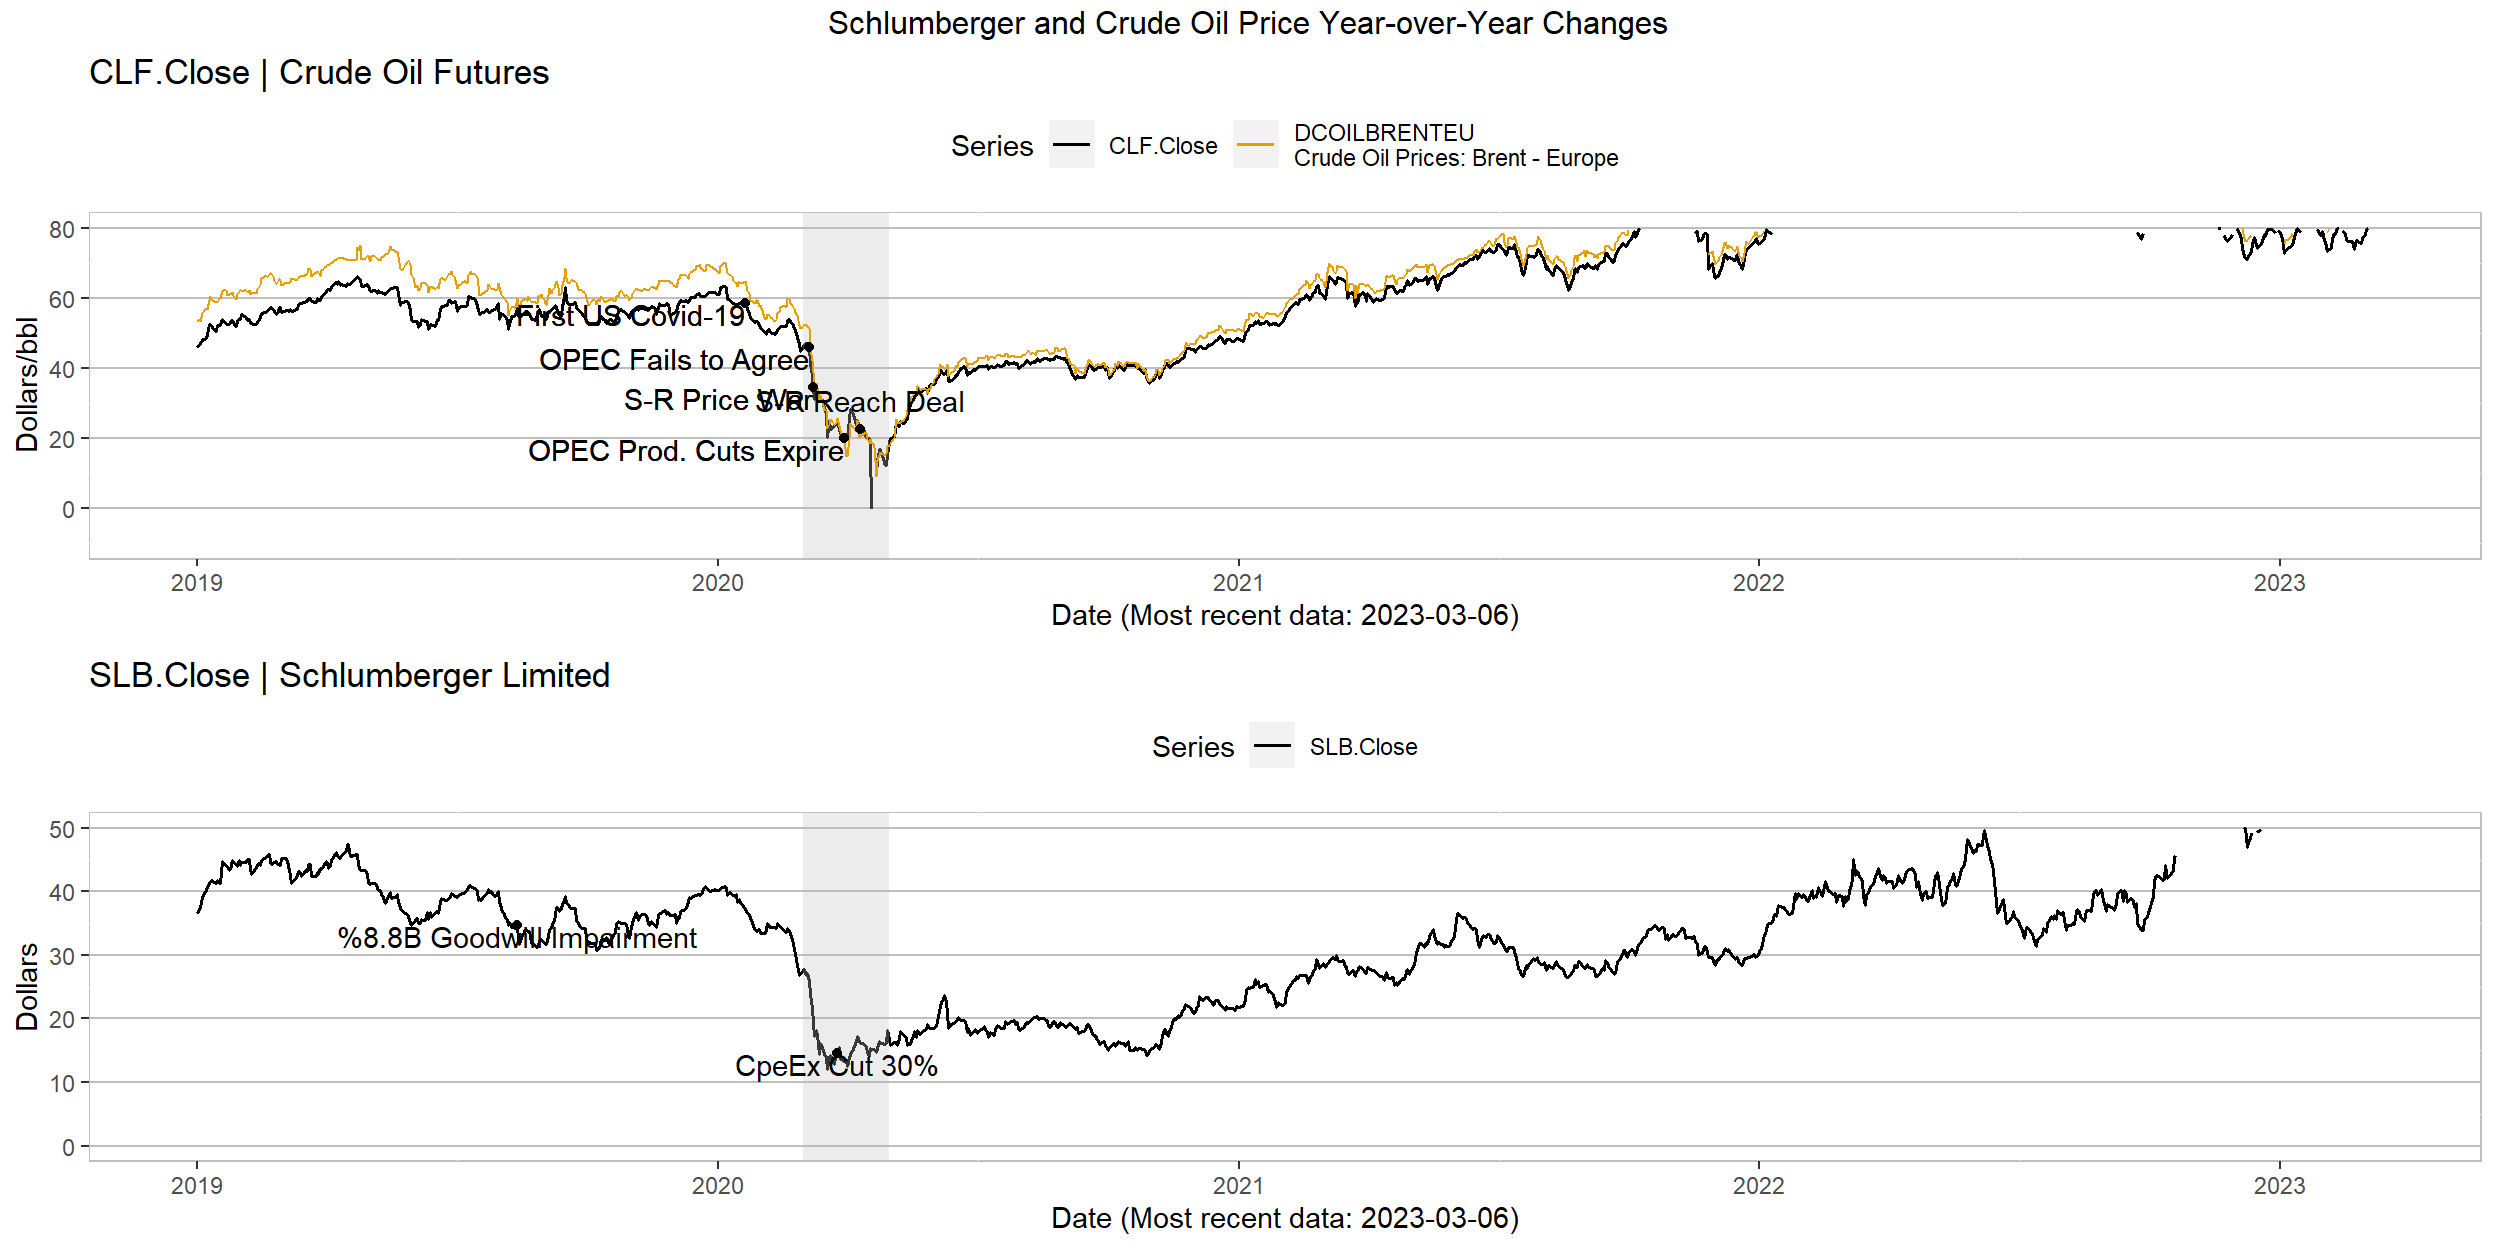 Schlumberger and Crude Oil Price Year-over-Year Changes
CLF.Close | Crude Oil Futures
Series
CLF.Close
DCOILBRENTEU
Crude Oil Prices: Brent - Europe
Dollars/bbl
80
60
40
20
0
First US Covid-19
OPEC Fails to Agree
S-R Price War
S-R Reach Deal
OPEC Prod. Cuts Expire
2019
2020
2021
2022
2023
Date (Most recent data: 2023-03-06)
SLB.Close | Schlumberger Limited
Series
SLB.Close
Dollars
50
40
30
20
10
0
%8.8B Goodwill Impairment
CpeEx Cut 30%
2019
2020
2021
2022
2023
Date (Most recent data: 2023-03-06)